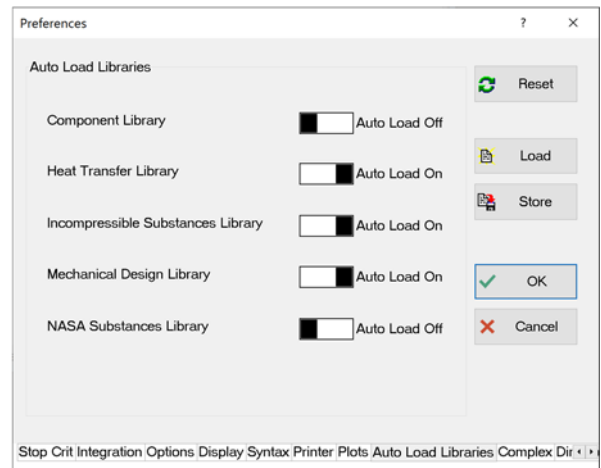 Preferences ? ×
Auto Load Libraries
Reset
Component Library Auto Load Off
Load
Heat Transfer Library Auto Load On
Store
Incompressible Substances Library Auto Load On
Mechanical Design Library Auto Load On
OK
NASA Substances Library Auto Load Off
Cancel
Stop Crit Integration Options Display Syntax Printer Plots Auto Load Libraries Complex Dir